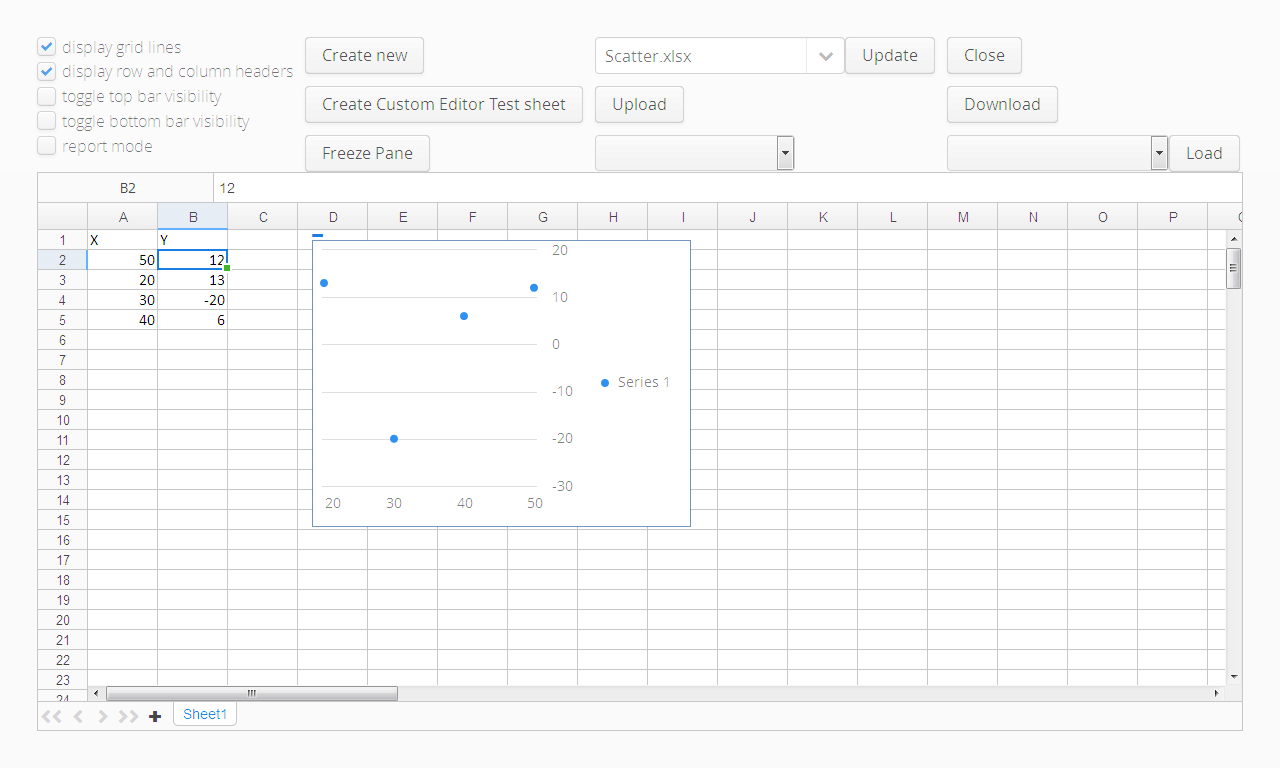 display grid lines
display row and column headers
toggle top bar visibility
toggle bottom bar visibility
report mode
Create new
Scatter.xlsx
Update
Close
Create Custom Editor Test sheet
Upload
Download
Freeze Pane
Load
B2 12
A B C D E F G H I J K L M N O P
1 X Y
2 50 12
3 20 13
4 30 -20
5 40 6
6
7
8
9
10
11
12
13
14
15
16
17
18
19
20
21
22
23
24
20
10
0
-10
-20
-30
20 30 40 50
Series 1
Sheet1